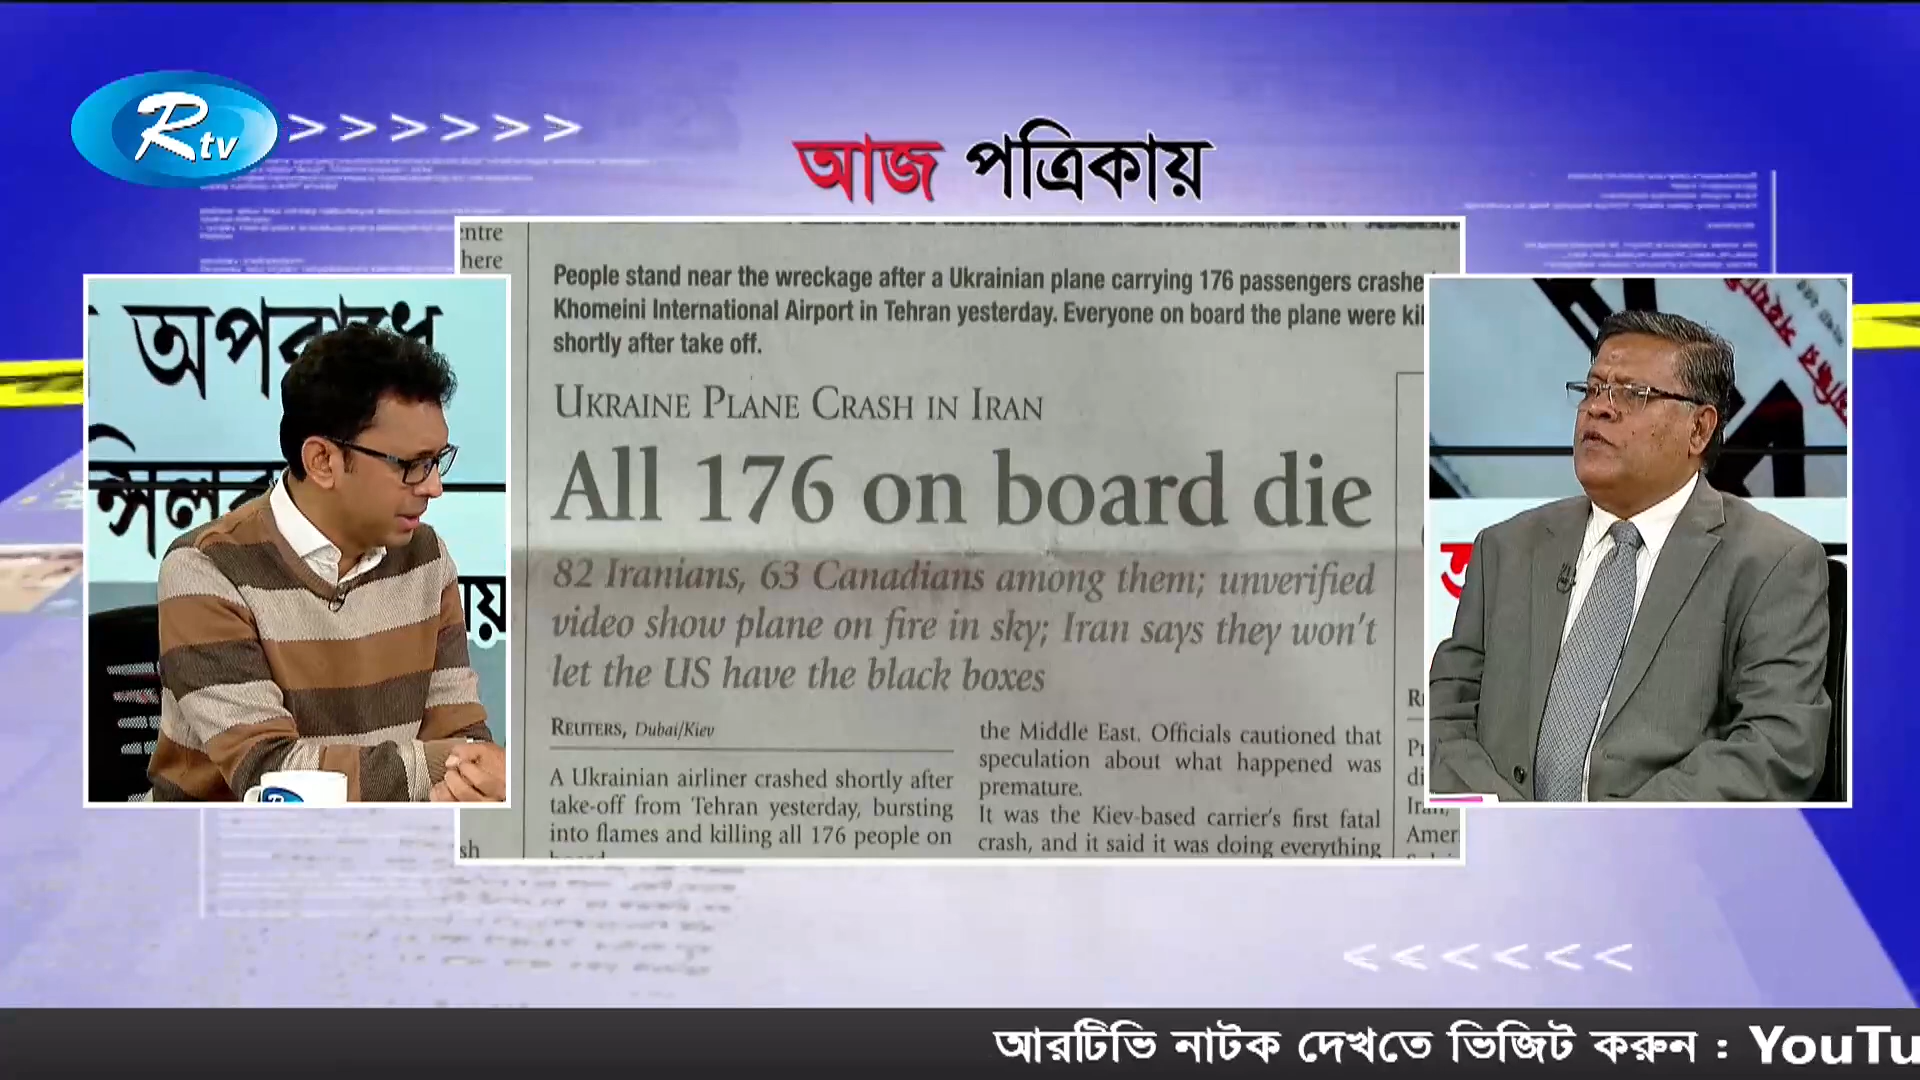 Rtv
আজ পত্রিকায়
অপরাধে
ntre
here
People stand near the wreckage after a Ukrainian plane carrying 176 passengers crashe
Khomeini International Airport in Tehran yesterday. Everyone on board the plane were kil
shortly after take off.
UKRAINE PLANE CRASH IN IRAN
All 176 on board die
82 Iranians, 63 Canadians among them; unverified
video show plane on fire in sky; Iran says they won't
let the US have the black boxes
REUTERS, Dubai/Kiev
A Ukrainian airliner crashed shortly after
take-off from Tehran yesterday, bursting
into flames and killing all 176 people on
the Middle East. Officials cautioned that
speculation about what happened was
premature.
It was the Kiev-based carrier's first fatal
crash, and it said it was doing everything
sh
Iran,
Amer
আরটিভি নাটক দেখতে ভিজিট করুন : YouTu